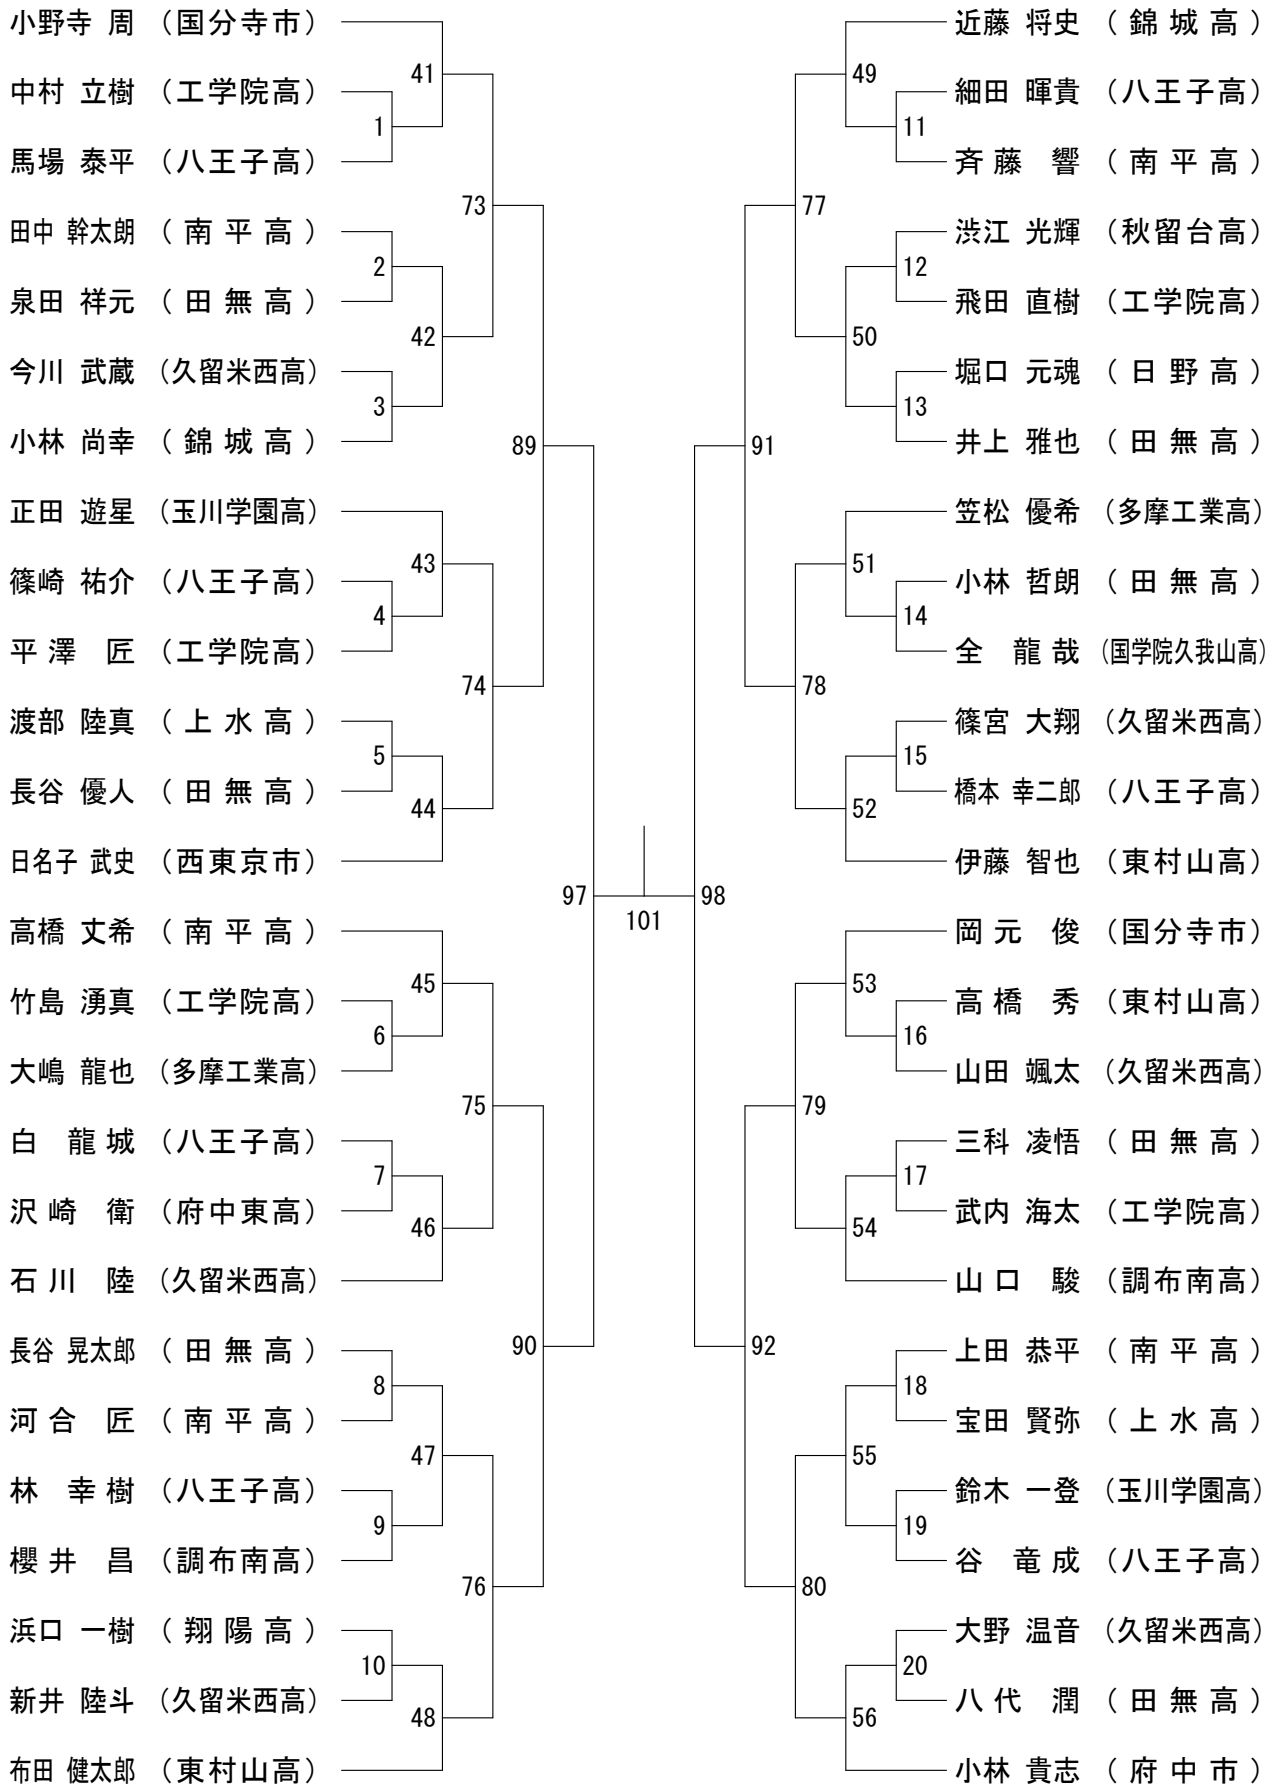 小野寺 周 (国分寺市)
中村 立樹 (工学院高)
馬場 泰平 (八王子高)
田中 幹太朗 (南平高)
泉田 祥元 (田無高)
今川 武蔵 (久留米西高)
小林 尚幸 (錦城高)
正田 遊星 (玉川学園高)
篠崎 祐介 (八王子高)
平澤 匠 (工学院高)
渡部 陸真 (上水高)
長谷 優人 (田無高)
日名子 武史 (西東京市)
高橋 丈希 (南平高)
竹島 湧真 (工学院高)
大嶋 龍也 (多摩工業高)
白 龍城 (八王子高)
沢崎 衛 (府中東高)
石川 陸 (久留米西高)
長谷 晃太郎 (田無高)
河合 匠 (南平高)
林 幸樹 (八王子高)
櫻井 昌 (調布南高)
浜口 一樹 (翔陽高)
新井 陸斗 (久留米西高)
布田 健太郎 (東村山高)
41
1
73
2
42
3
89
43
4
74
5
44
97
45
6
75
7
46
90
8
47
9
76
10
48
101
98
49
11
77
12
50
13
91
51
14
78
15
52
53
16
79
17
54
92
18
55
19
80
20
56
近藤 将史 (錦城高)
細田 暉貴 (八王子高)
斉藤 響 (南平高)
渋江 光輝 (秋留台高)
飛田 直樹 (工学院高)
堀口 元魂 (日野高)
井上 雅也 (田無高)
笠松 優希 (多摩工業高)
小林 哲朗 (田無高)
全 龍哉 (国学院久我山高)
篠宮 大翔 (久留米西高)
橋本 幸二郎 (八王子高)
伊藤 智也 (東村山高)
岡元 俊 (国分寺市)
高橋 秀 (東村山高)
山田 颯太 (久留米西高)
三科 凌悟 (田無高)
武内 海太 (工学院高)
山口 駿 (調布南高)
上田 恭平 (南平高)
宝田 賢弥 (上水高)
鈴木 一登 (玉川学園高)
谷 竜成 (八王子高)
大野 温音 (久留米西高)
八代 潤 (田無高)
小林 貴志 (府中市)